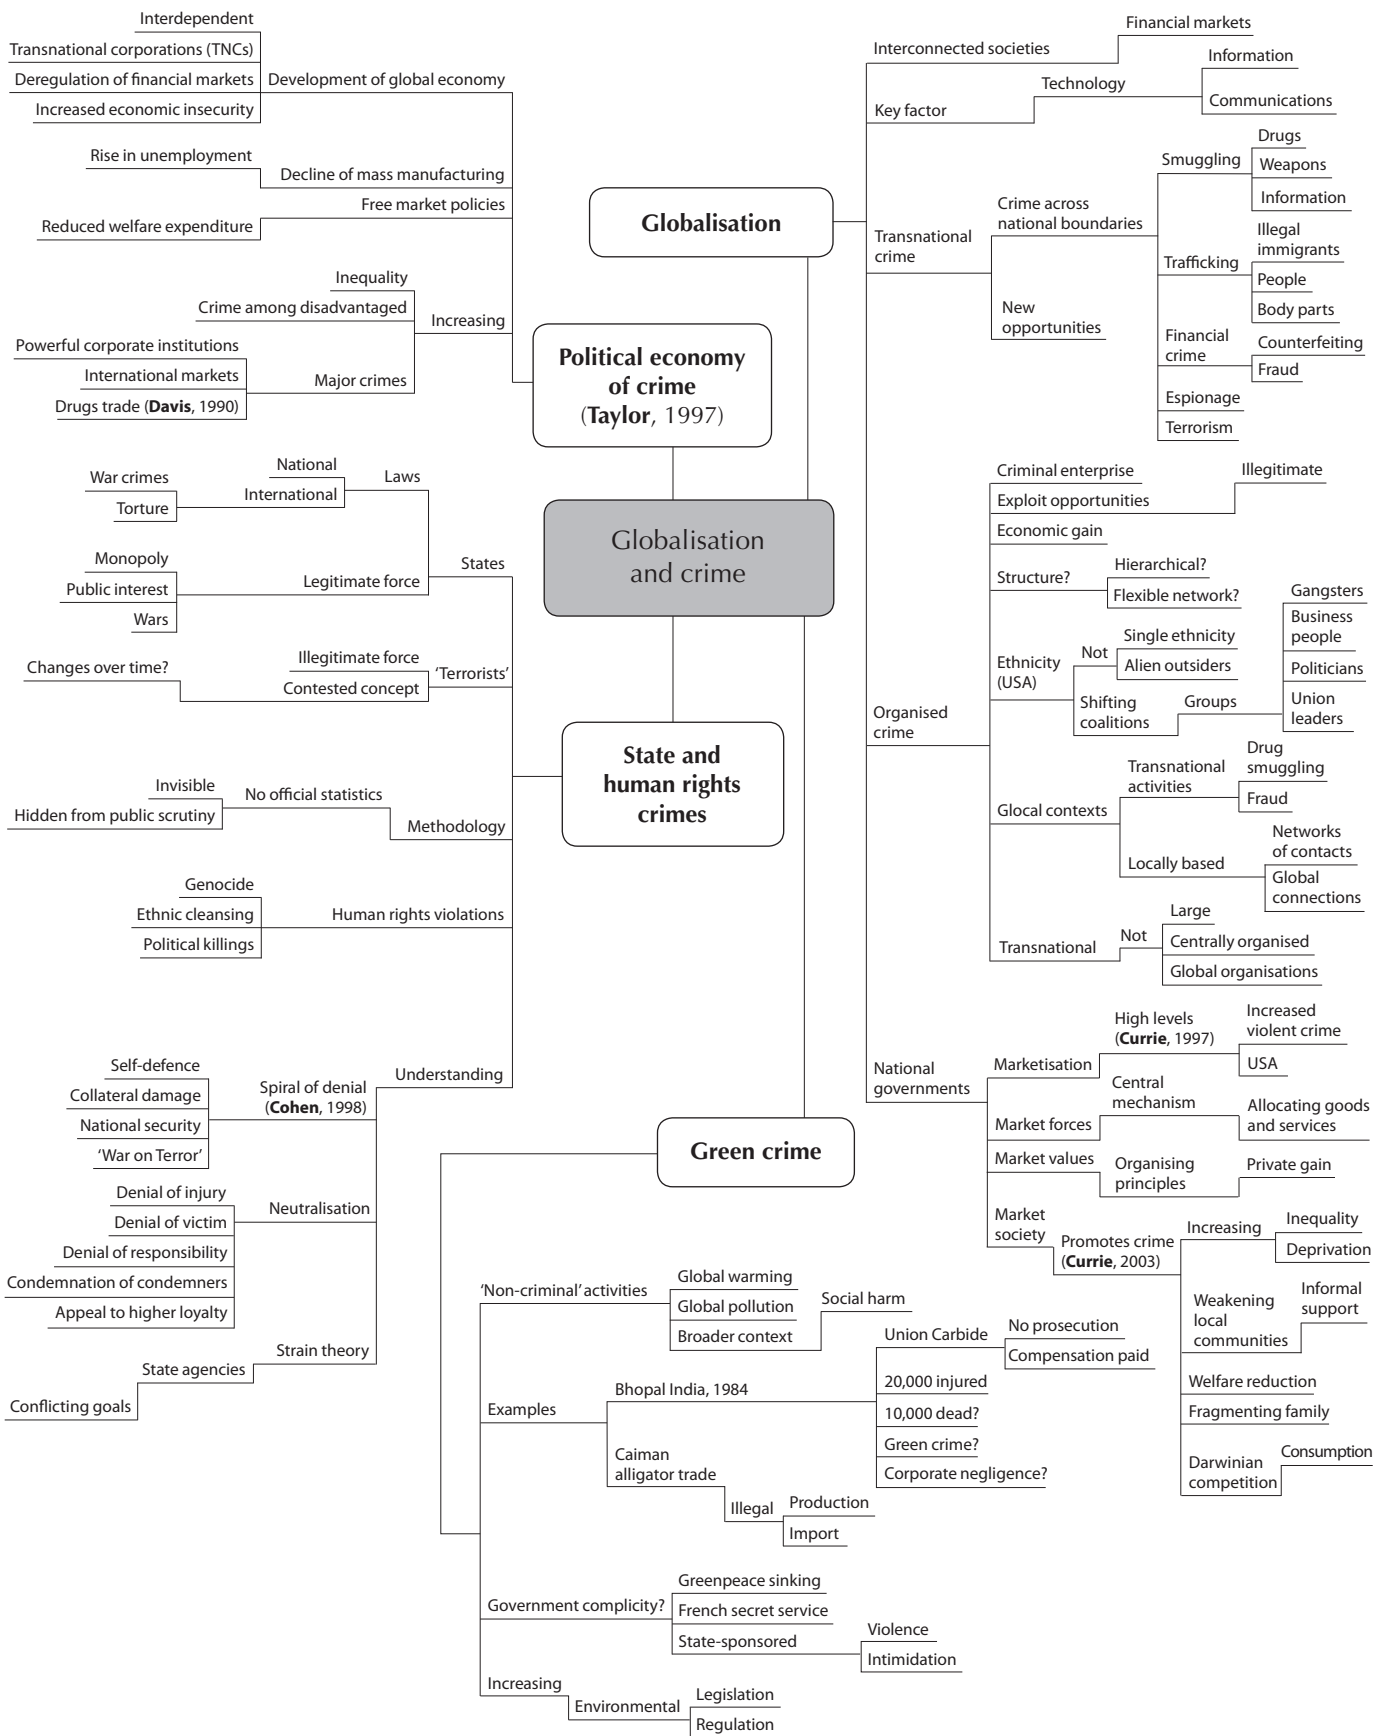 Globalisation
and crime
Globalisation
Interconnected societies
Financial markets
Key factor
Technology
Information
Communications
Transnational
crime
Crime across
national boundaries
Smuggling
Drugs
Weapons
Information
Trafficking
Illegal
immigrants
People
Body parts
Financial
crime
Counterfeiting
Fraud
Espionage
Terrorism
New
opportunities
Organised
crime
Criminal enterprise
Exploit opportunities
Illegitimate
Economic gain
Structure?
Hierarchical?
Flexible network?
Ethnicity
(USA)
Not
Single ethnicity
Alien outsiders
Shifting
coalitions
Groups
Gangsters
Business
people
Politicians
Union
leaders
Glocal contexts
Transnational
activities
Drug
smuggling
Fraud
Locally based
Networks
of contacts
Global
connections
Transnational
Not
Large
Centrally organised
Global organisations
National
governments
Marketisation
High levels
(Currie, 1997)
Increased
violent crime
USA
Market forces
Central
mechanism
Allocating goods
and services
Market values
Organising
principles
Private gain
Market
society
Promotes crime
(Currie, 2003)
Increasing
Inequality
Deprivation
Weakening
local
communities
Informal
support
Welfare reduction
Fragmenting family
Darwinian
competition
Consumption
Political economy
of crime
(Taylor, 1997)
Development of global economy
Interdependent
Transnational corporations (TNCs)
Deregulation of financial markets
Increased economic insecurity
Decline of mass manufacturing
Rise in unemployment
Free market policies
Reduced welfare expenditure
Increasing
Inequality
Crime among disadvantaged
Major crimes
Powerful corporate institutions
International markets
Drugs trade (Davis, 1990)
State and
human rights
crimes
States
Laws
National
International
War crimes
Torture
Legitimate force
Monopoly
Public interest
Wars
'Terrorists'
Illegitimate force
Contested concept
Changes over time?
Methodology
No official statistics
Invisible
Hidden from public scrutiny
Human rights violations
Genocide
Ethnic cleansing
Political killings
Understanding
Spiral of denial
(Cohen, 1998)
Self-defence
Collateral damage
National security
'War on Terror'
Neutralisation
Denial of injury
Denial of victim
Denial of responsibility
Condemnation of condemners
Appeal to higher loyalty
Strain theory
State agencies
Conflicting goals
Green crime
'Non-criminal' activities
Global warming
Global pollution
Broader context
Social harm
Examples
Bhopal India, 1984
Union Carbide
No prosecution
Compensation paid
20,000 injured
10,000 dead?
Green crime?
Corporate negligence?
Caiman
alligator trade
Illegal
Production
Import
Government complicity?
Greenpeace sinking
French secret service
State-sponsored
Violence
Intimidation
Increasing
Environmental
Legislation
Regulation